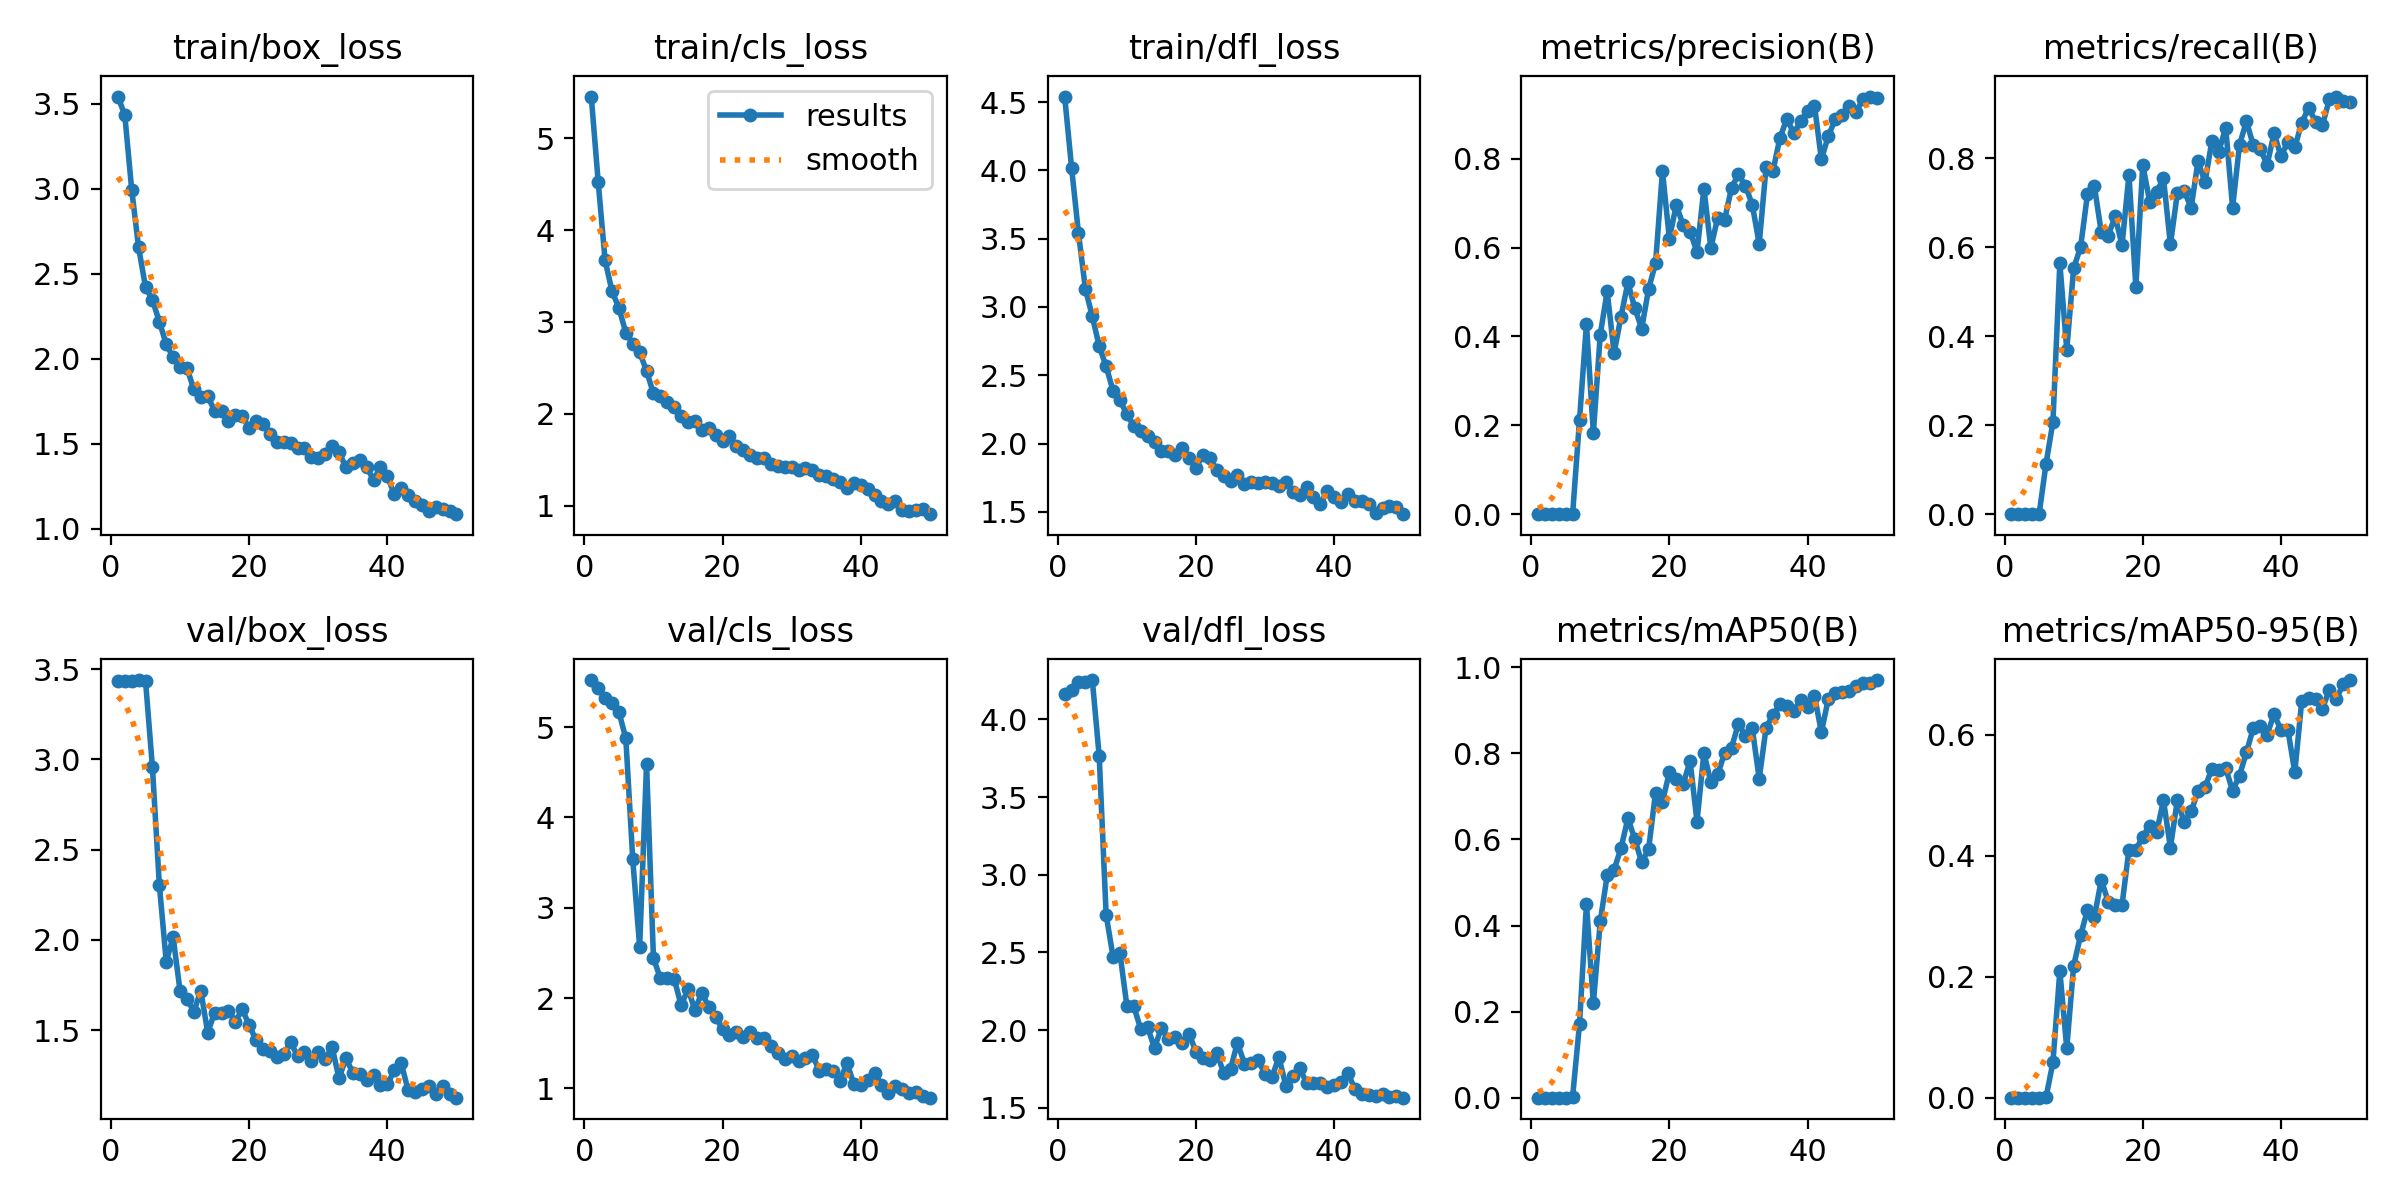 train/box_loss
3.5
3.0
2.5
2.0
1.5
1.0
0 20 40
train/cls_loss
results
smooth
5
4
3
2
1
0 20 40
train/dfl_loss
4.5
4.0
3.5
3.0
2.5
2.0
1.5
0 20 40
metrics/precision(B)
0.8
0.6
0.4
0.2
0.0
0 20 40
metrics/recall(B)
0.8
0.6
0.4
0.2
0.0
0 20 40
val/box_loss
3.5
3.0
2.5
2.0
1.5
0 20 40
val/cls_loss
5
4
3
2
1
0 20 40
val/dfl_loss
4.0
3.5
3.0
2.5
2.0
1.5
0 20 40
metrics/mAP50(B)
1.0
0.8
0.6
0.4
0.2
0.0
0 20 40
metrics/mAP50-95(B)
0.6
0.4
0.2
0.0
0 20 40